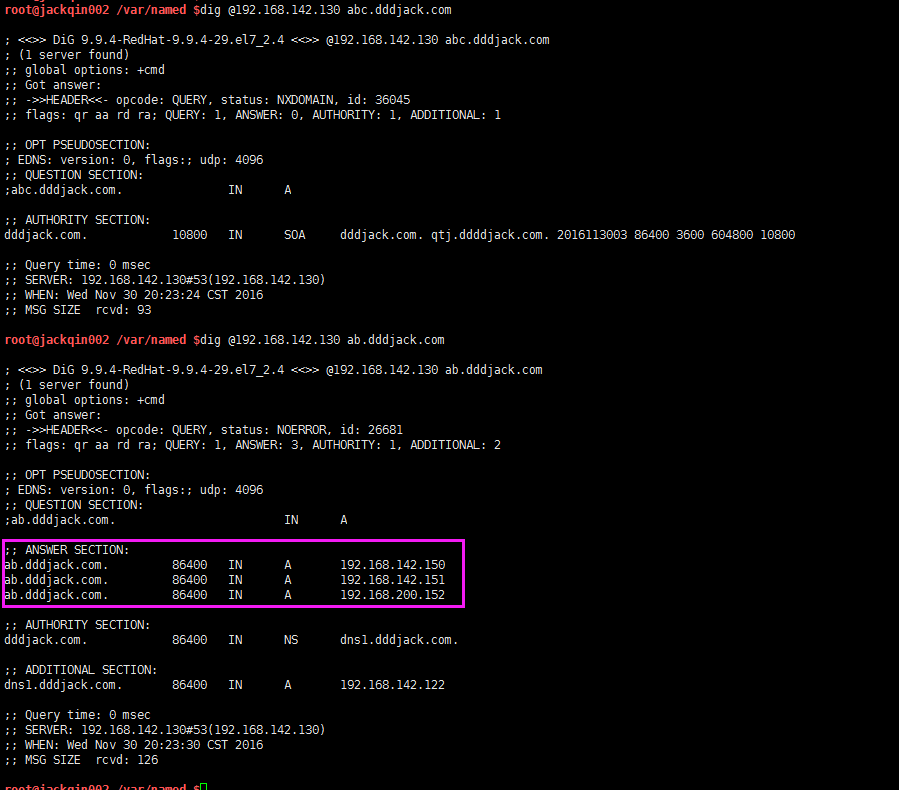 root@jackqin002 /var/named $dig @192.168.142.130 abc.dddjack.com
; <<>> DiG 9.9.4-RedHat-9.9.4-29.el7_2.4 <<>> @192.168.142.130 abc.dddjack.com
; (1 server found)
;; global options: +cmd
;; Got answer:
;; ->>HEADER<<- opcode: QUERY, status: NXDOMAIN, id: 36045
;; flags: qr aa rd ra; QUERY: 1, ANSWER: 0, AUTHORITY: 1, ADDITIONAL: 1
;; OPT PSEUDOSECTION:
; EDNS: version: 0, flags:; udp: 4096
;; QUESTION SECTION:
;abc.dddjack.com. IN A
;; AUTHORITY SECTION:
dddjack.com. 10800 IN SOA dddjack.com. qtj.ddddjack.com. 2016113003 86400 3600 604800 10800
;; Query time: 0 msec
;; SERVER: 192.168.142.130#53(192.168.142.130)
;; WHEN: Wed Nov 30 20:23:24 CST 2016
;; MSG SIZE rcvd: 93
root@jackqin002 /var/named $dig @192.168.142.130 ab.dddjack.com
; <<>> DiG 9.9.4-RedHat-9.9.4-29.el7_2.4 <<>> @192.168.142.130 ab.dddjack.com
; (1 server found)
;; global options: +cmd
;; Got answer:
;; ->>HEADER<<- opcode: QUERY, status: NOERROR, id: 26681
;; flags: qr aa rd ra; QUERY: 1, ANSWER: 3, AUTHORITY: 1, ADDITIONAL: 2
;; OPT PSEUDOSECTION:
; EDNS: version: 0, flags:; udp: 4096
;; QUESTION SECTION:
;ab.dddjack.com. IN A
;; ANSWER SECTION:
ab.dddjack.com. 86400 IN A 192.168.142.150
ab.dddjack.com. 86400 IN A 192.168.142.151
ab.dddjack.com. 86400 IN A 192.168.200.152
;; AUTHORITY SECTION:
dddjack.com. 86400 IN NS dns1.dddjack.com.
;; ADDITIONAL SECTION:
dns1.dddjack.com. 86400 IN A 192.168.142.122
;; Query time: 0 msec
;; SERVER: 192.168.142.130#53(192.168.142.130)
;; WHEN: Wed Nov 30 20:23:30 CST 2016
;; MSG SIZE rcvd: 126
root@jackqin002 /var/named $